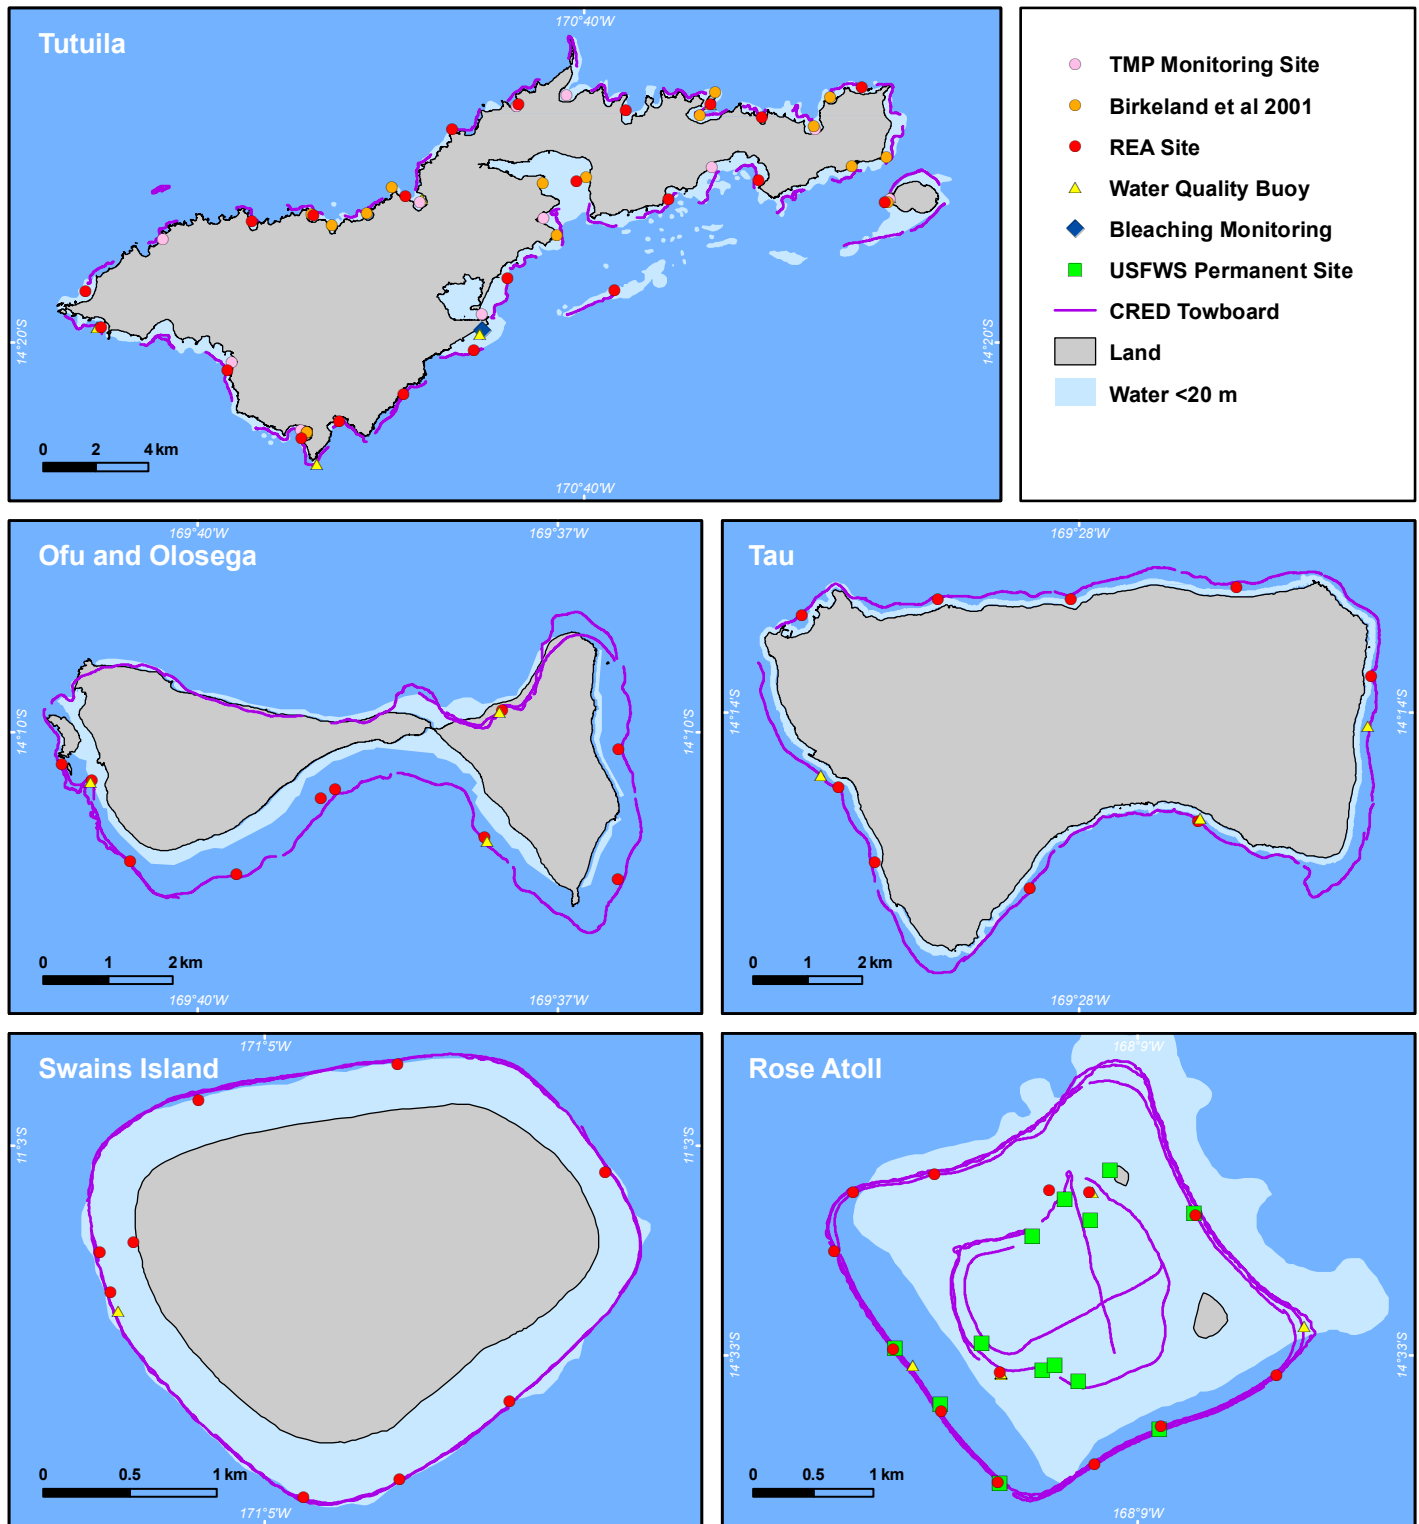 Tutuila
170°40'W
14°20'S
14°20'S
0 2 4 km
170°40'W
TMP Monitoring Site
Birkeland et al 2001
REA Site
Water Quality Buoy
Bleaching Monitoring
USFWS Permanent Site
CRED Towboard
Land
Water <20 m
Ofu and Olosega
169°40'W
169°37'W
14°10'S
14°10'S
0 1 2 km
169°40'W
169°37'W
Tau
169°28'W
14°14'S
14°14'S
0 1 2 km
169°28'W
Swains Island
171°5'W
11°3'S
11°3'S
0 0.5 1 km
171°5'W
Rose Atoll
168°9'W
14°33'S
14°33'S
0 0.5 1 km
168°9'W